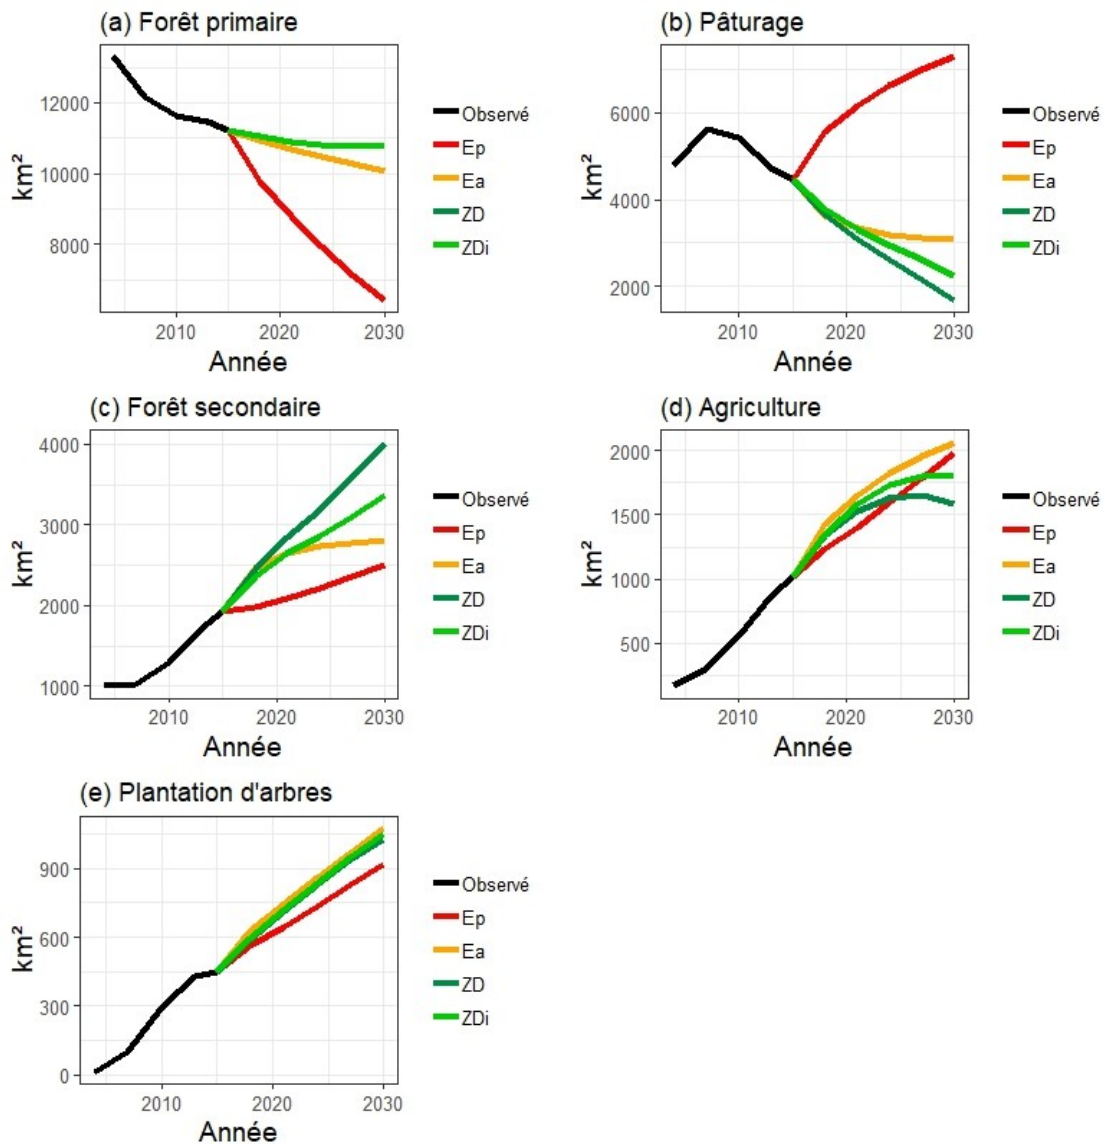 (a) Forêt primaire
km²
12000
10000
8000
2010
2020
2030
Année
Observé
Ep
Ea
ZD
ZDi
(b) Pâturage
km²
6000
4000
2000
2010
2020
2030
Année
Observé
Ep
Ea
ZD
ZDi
(c) Forêt secondaire
km²
4000
3000
2000
1000
2010
2020
2030
Année
Observé
Ep
Ea
ZD
ZDi
(d) Agriculture
km²
2000
1500
1000
500
2010
2020
2030
Année
Observé
Ep
Ea
ZD
ZDi
(e) Plantation d'arbres
km²
900
600
300
0
2010
2020
2030
Année
Observé
Ep
Ea
ZD
ZDi